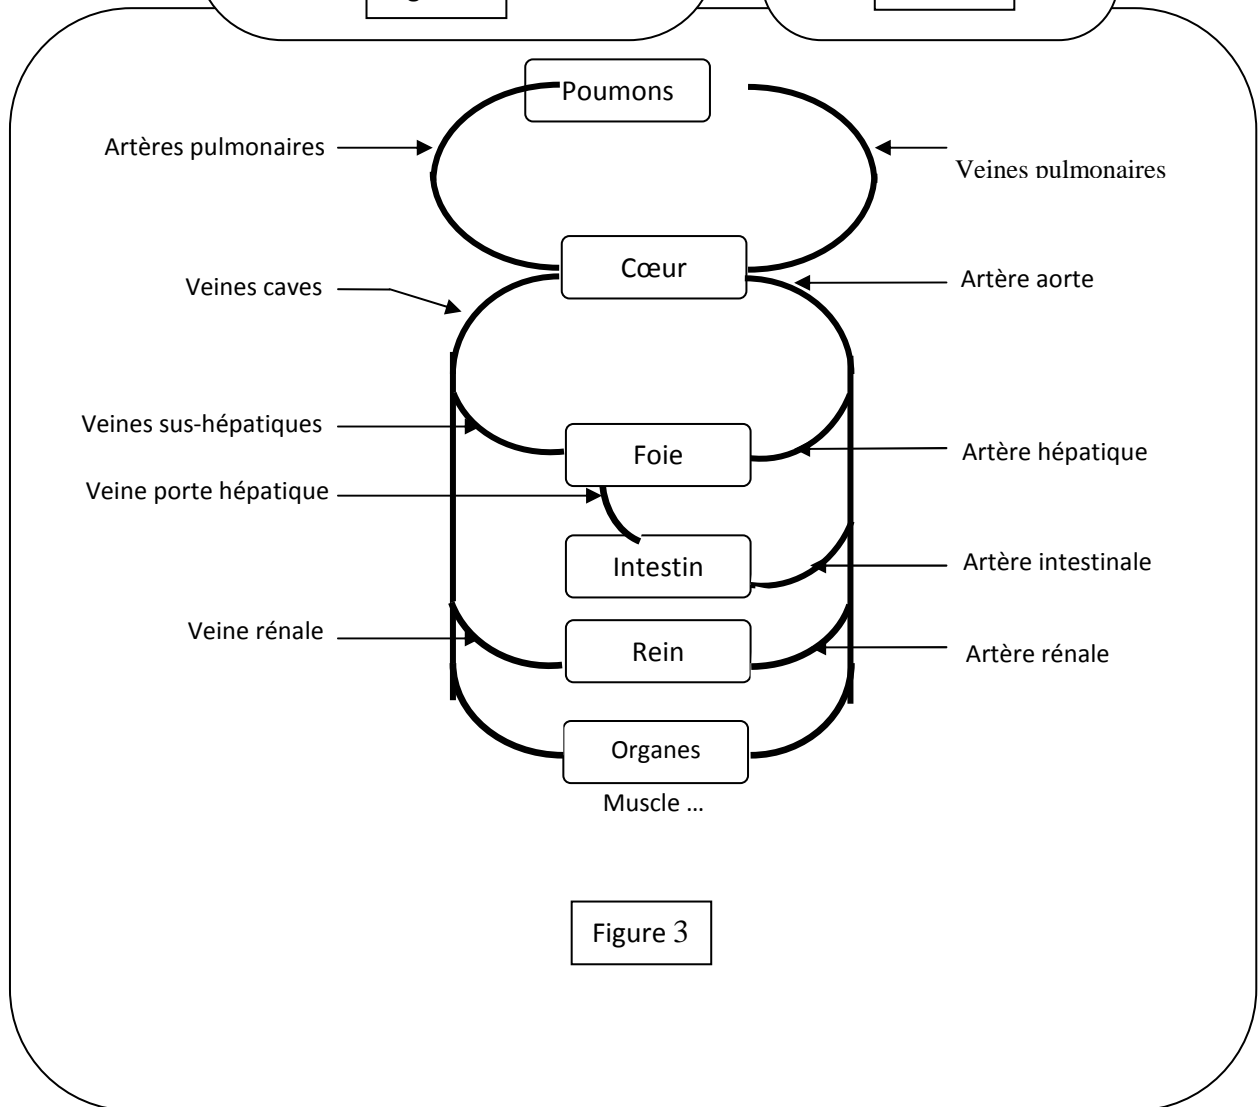 Poumons
Artères pulmonaires
Veines pulmonaires
Cœur
Veines caves
Artère aorte
Veines sus-hépatiques
Foie
Artère hépatique
Veine porte hépatique
Intestin
Artère intestinale
Veine rénale
Rein
Artère rénale
Organes
Muscle ...
Figure 3